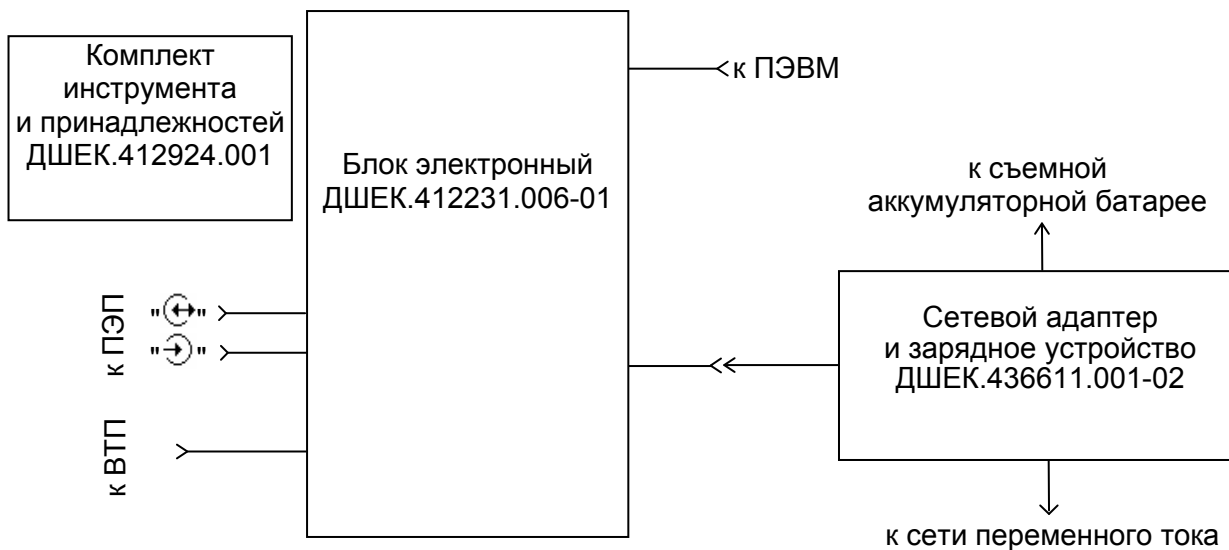 Комплект
инструмента
и принадлежностей
ДШЕК.412924.001
Блок электронный
ДШЕК.412231.006-01
к ПЭВМ
к съемной
аккумуляторной батарее
Сетевой адаптер
и зарядное устройство
ДШЕК.436611.001-02
к сети переменного тока
к ПЭП
к ВТП